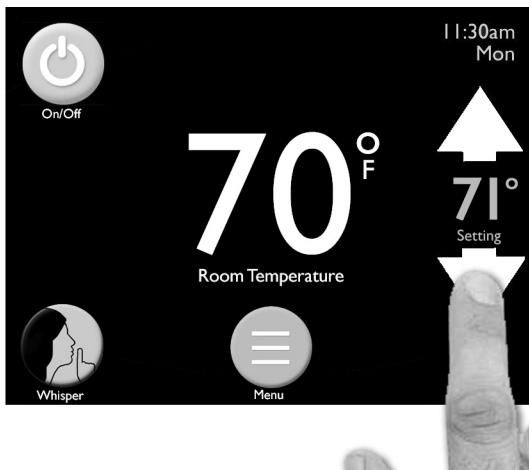 11:30am
Mon
On/Off
70°
F
71°
Setting
Room Temperature
Whisper
Menu